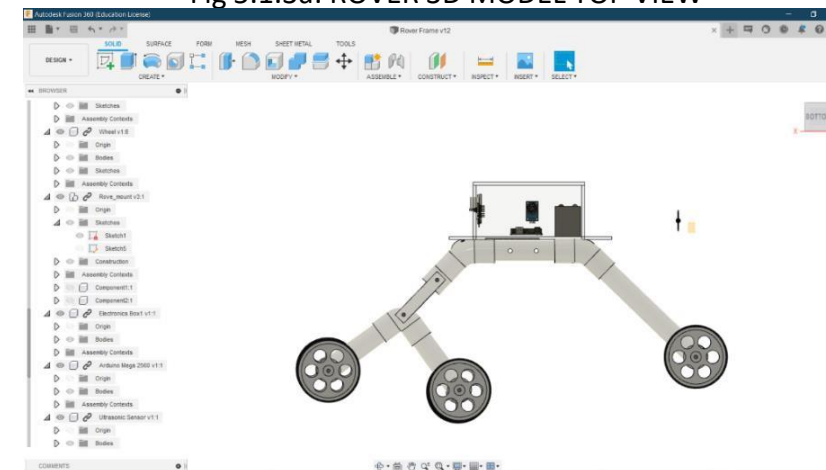 Fig 5.1.3a: ROVER 3D MODEL TOP VIEW
Autodesk Fusion 360 (Education License)
Rover Frame v12
SOLID SURFACE FORM MESH SHEET METAL TOOLS
DESIGN
CREATE MODIFY ASSEMBLE CONSTRUCT INSPECT INSERT SELECT
BROWSER
Sketches
Assembly Contexts
Wheel v1:6
Origin
Bodies
Sketches
Assembly Contexts
Rove_mount v3:1
Origin
Sketches
Sketch1
Sketch3
Construction
Assembly Contexts
Component1:1
Component2:1
Electronics Box1 v1:1
Origin
Bodies
Assembly Contexts
Arduino Mega 2560 v1:1
Origin
Bodies
Assembly Contexts
Ultrasonic Sensor v1:1
Origin
Bodies
COMMENTS